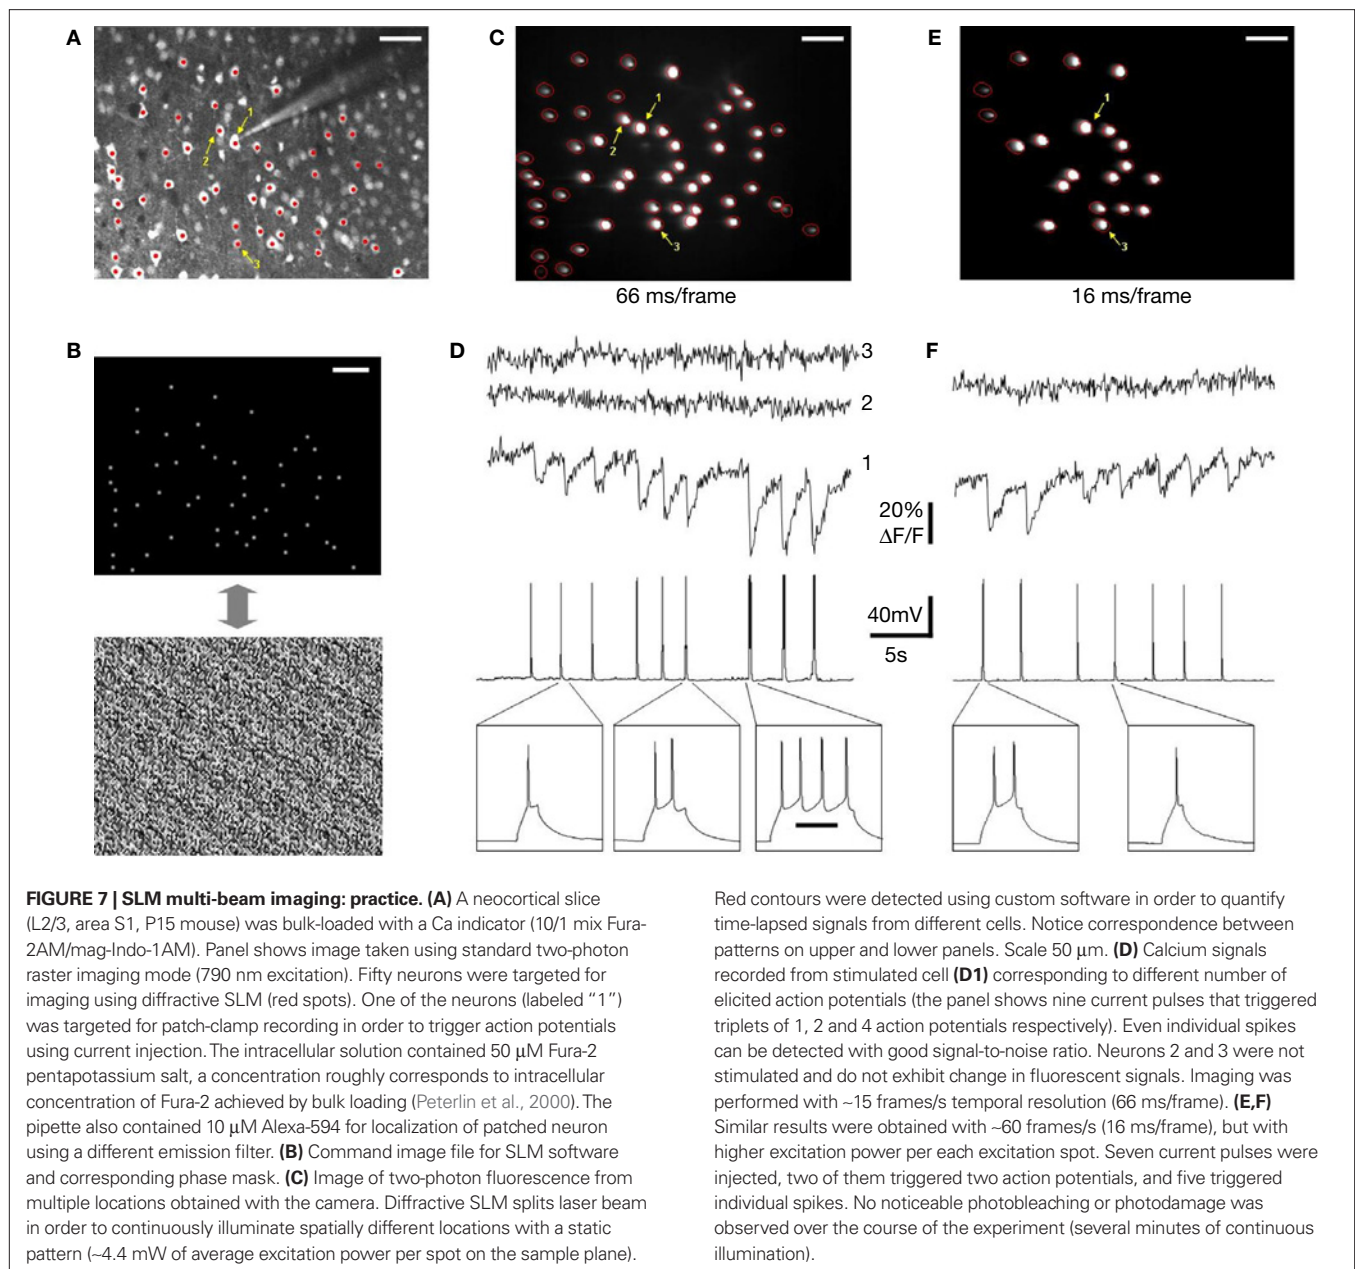 A
1
2
3
C
1
2
3
66 ms/frame
E
1
3
16 ms/frame
B
D
3
2
1
20%
ΔF/F
40mV
5s
F
FIGURE 7 | SLM multi-beam imaging: practice. (A) A neocortical slice
(L2/3, area S1, P15 mouse) was bulk-loaded with a Ca indicator (10/1 mix Fura-
2AM/mag-Indo-1AM). Panel shows image taken using standard two-photon
raster imaging mode (790 nm excitation). Fifty neurons were targeted for
imaging using diffractive SLM (red spots). One of the neurons (labeled “1”)
was targeted for patch-clamp recording in order to trigger action potentials
using current injection. The intracellular solution contained 50 μM Fura-2
pentapotassium salt, a concentration roughly corresponds to intracellular
concentration of Fura-2 achieved by bulk loading (Peterlin et al., 2000). The
pipette also contained 10 μM Alexa-594 for localization of patched neuron
using a different emission filter. (B) Command image file for SLM software
and corresponding phase mask. (C) Image of two-photon fluorescence from
multiple locations obtained with the camera. Diffractive SLM splits laser beam
in order to continuously illuminate spatially different locations with a static
pattern (~4.4 mW of average excitation power per spot on the sample plane).
Red contours were detected using custom software in order to quantify
time-lapsed signals from different cells. Notice correspondence between
patterns on upper and lower panels. Scale 50 μm. (D) Calcium signals
recorded from stimulated cell (D1) corresponding to different number of
elicited action potentials (the panel shows nine current pulses that triggered
triplets of 1, 2 and 4 action potentials respectively). Even individual spikes
can be detected with good signal-to-noise ratio. Neurons 2 and 3 were not
stimulated and do not exhibit change in fluorescent signals. Imaging was
performed with ~15 frames/s temporal resolution (66 ms/frame). (E,F)
Similar results were obtained with ~60 frames/s (16 ms/frame), but with
higher excitation power per each excitation spot. Seven current pulses were
injected, two of them triggered two action potentials, and five triggered
individual spikes. No noticeable photobleaching or photodamage was
observed over the course of the experiment (several minutes of continuous
illumination).